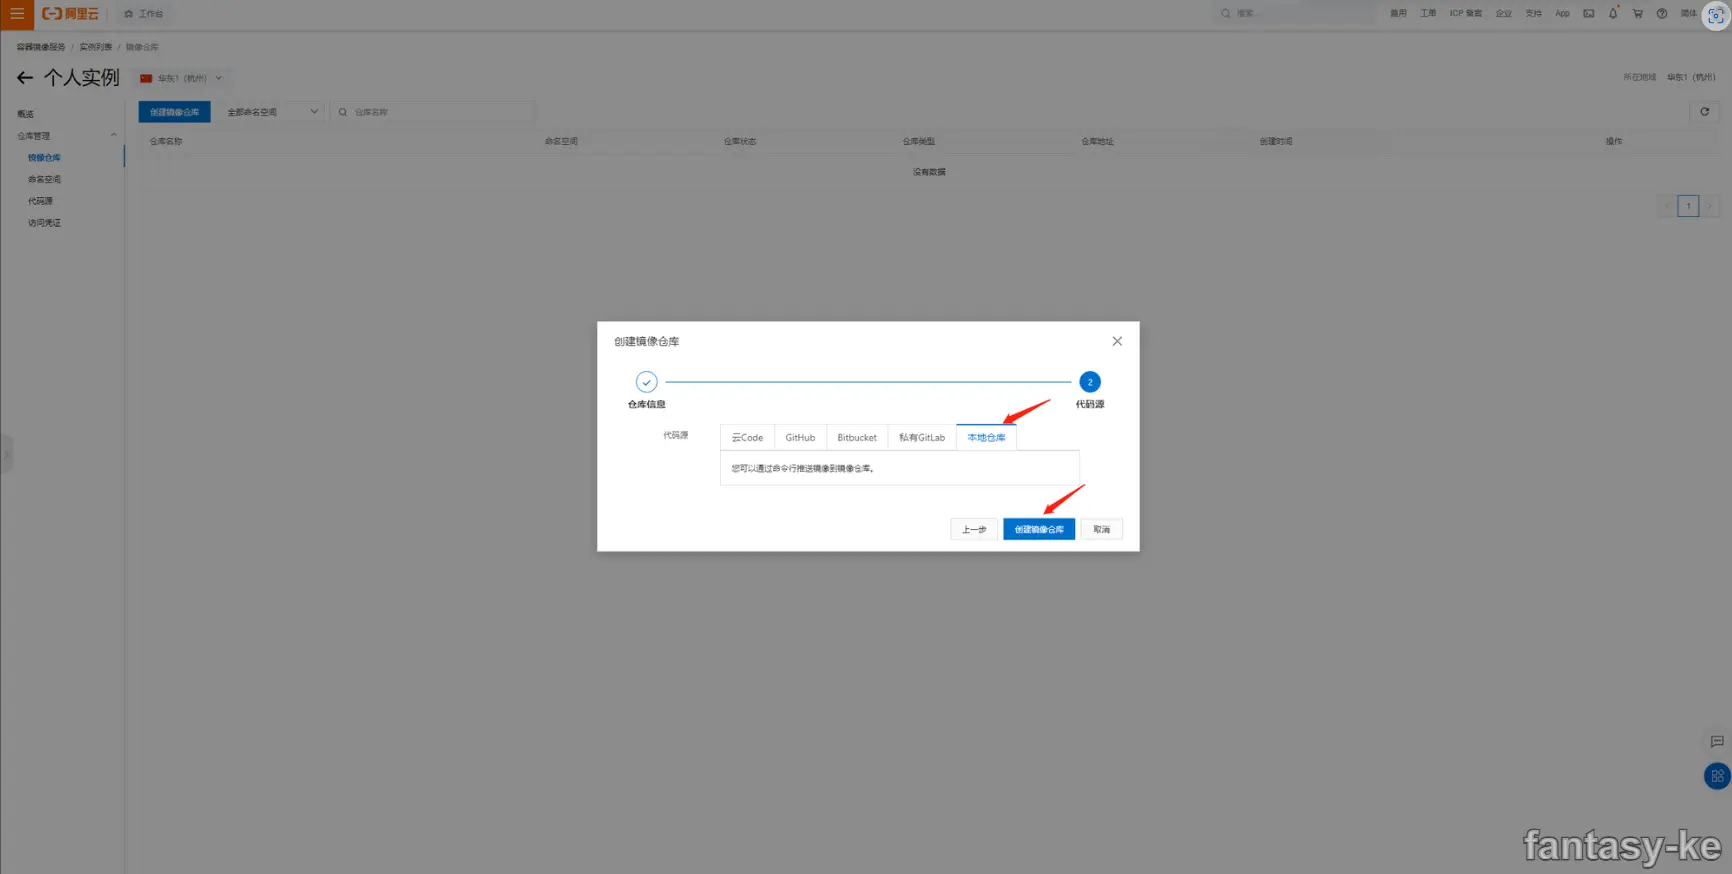 阿里云 工作台 搜索... 费用 工单 ICP 备案 企业 支持 App 简体
容器镜像服务 / 实例列表 / 镜像仓库
个人实例 华东1（杭州） 所在地域 华东1（杭州）
概览
仓库管理
镜像仓库
命名空间
代码源
访问凭证
创建镜像仓库 全部命名空间 仓库名称
仓库名称 命名空间 仓库状态 仓库类型 仓库地址 创建时间 操作
没有数据
1
创建镜像仓库
2
仓库信息 代码源
代码源 云Code GitHub Bitbucket 私有GitLab 本地仓库
您可以通过命令行推送镜像到镜像仓库。
上一步 创建镜像仓库 取消
fantasy-ke